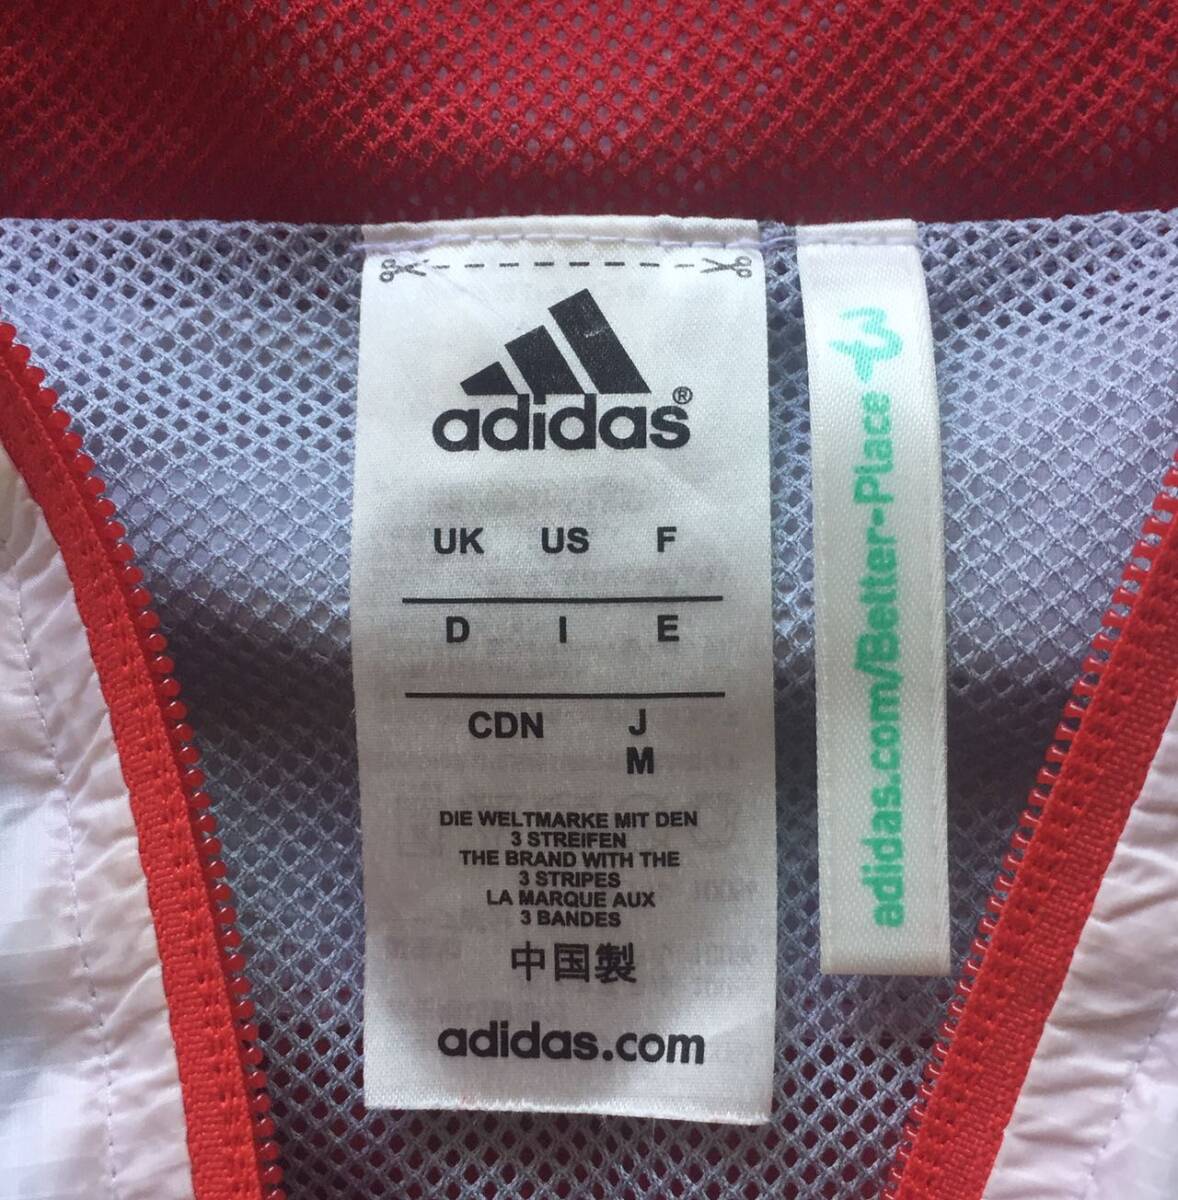 adidas®
UK US F
D I E
CDN J
M
DIE WELTMARKE MIT DEN
3 STREIFEN
THE BRAND WITH THE
3 STRIPES
LA MARQUE AUX
3 BANDES
中国製
adidas.com
adidas.com/Better-Place